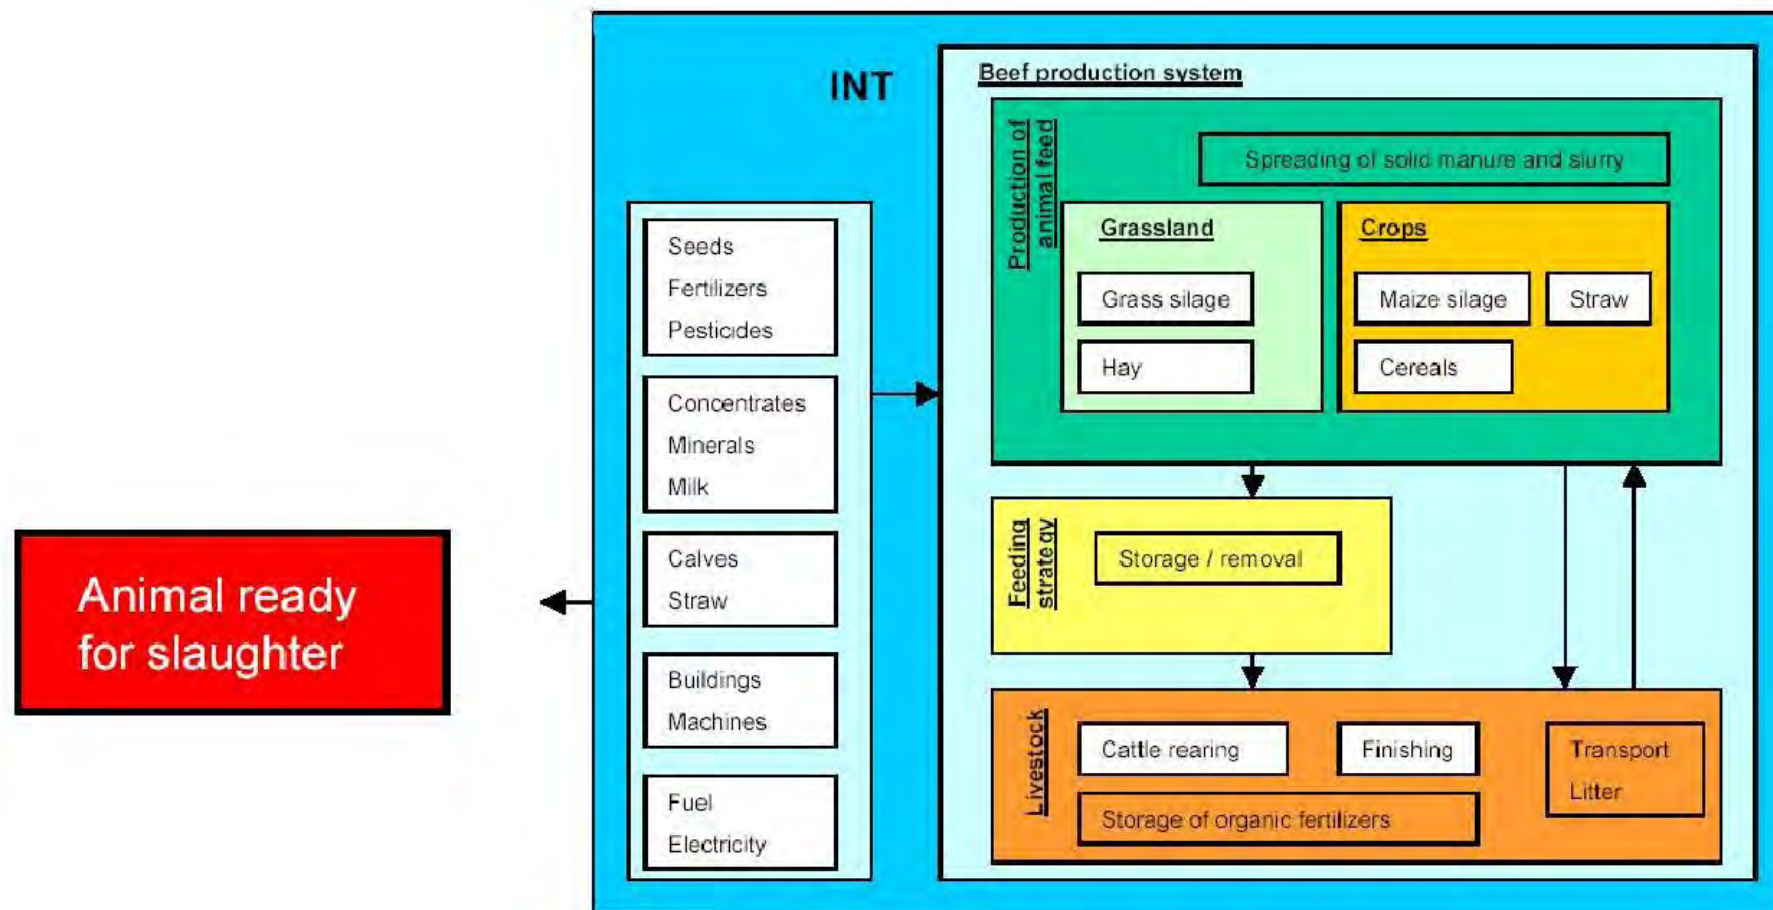 INT
Beef production system
Production of
animal feed
Spreading of solid manure and slurry
Grassland
Grass silage
Hay
Crops
Maize silage
Straw
Cereals
Seeds
Fertilizers
Pesticides
Concentrates
Minerals
Milk
Calves
Straw
Buildings
Machines
Fuel
Electricity
Feeding
strategy
Storage / removal
Livestock
Cattle rearing
Finishing
Transport
Litter
Storage of organic fertilizers
Animal ready
for slaughter